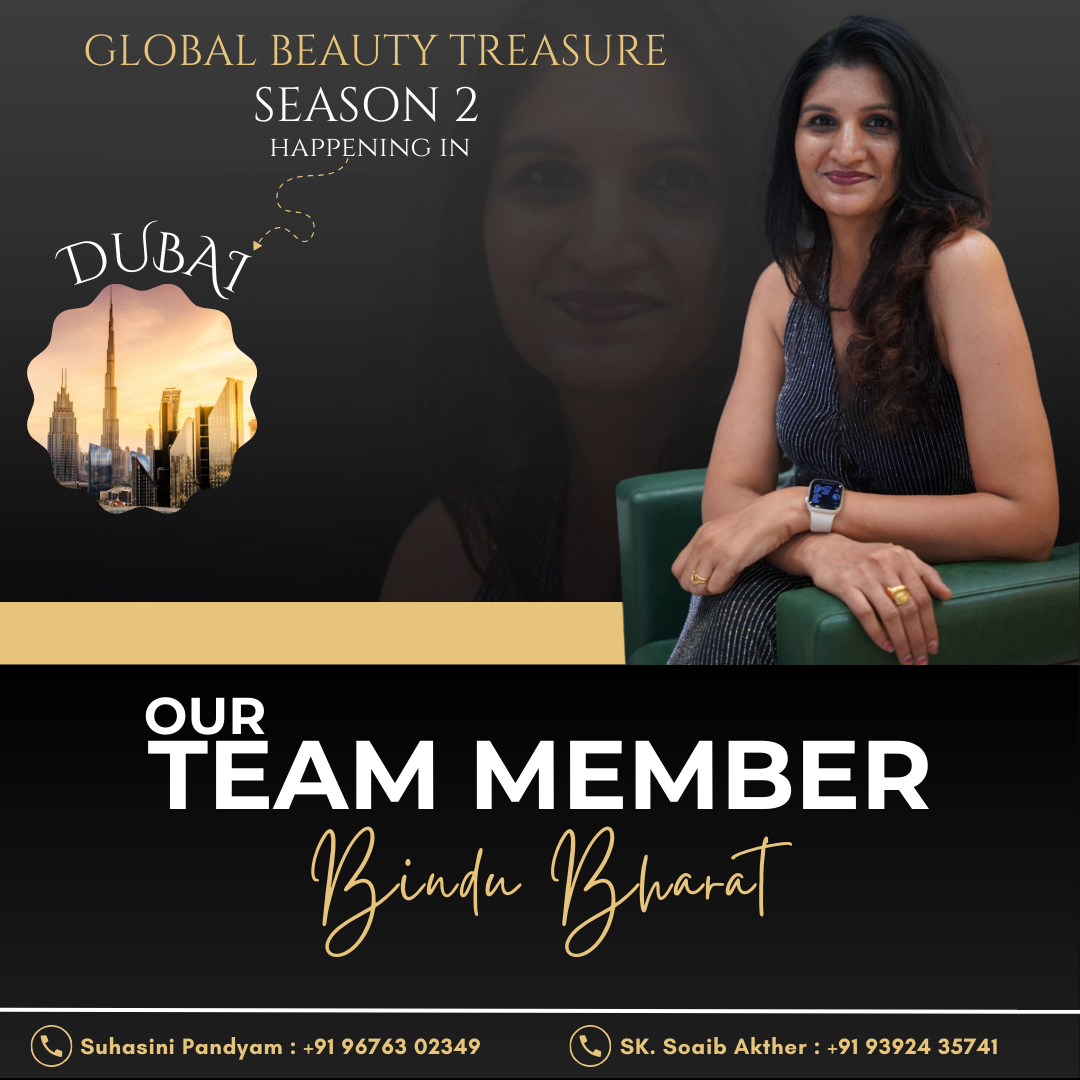 GLOBAL BEAUTY TREASURE
SEASON 2
HAPPENING IN
DUBAI
OUR
TEAM MEMBER
Bindu Bharat
Suhasini Pandyam : +91 96763 02349
SK. Soaib Akther : +91 93924 35741